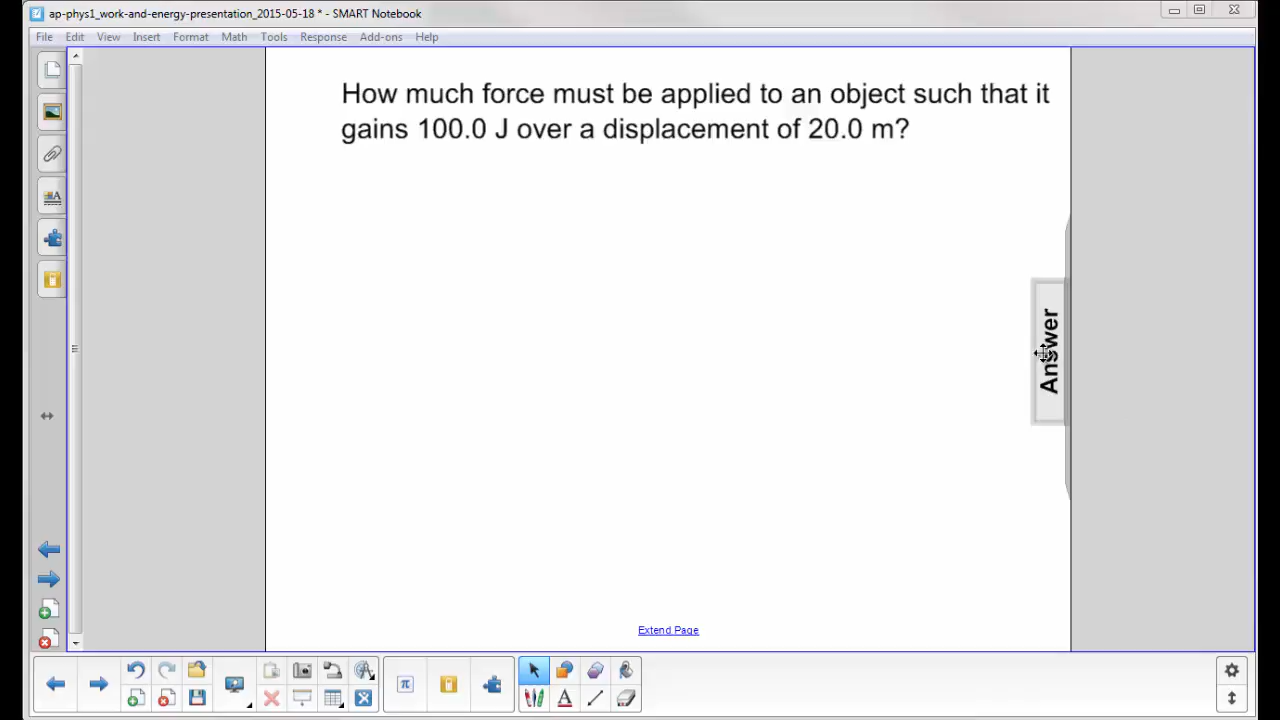 ap-phys1_work-and-energy-presentation_2015-05-18 * - SMART Notebook
File Edit View Insert Format Math Tools Response Add-ons Help
How much force must be applied to an object such that it
gains 100.0 J over a displacement of 20.0 m?
Answer
Extend Page